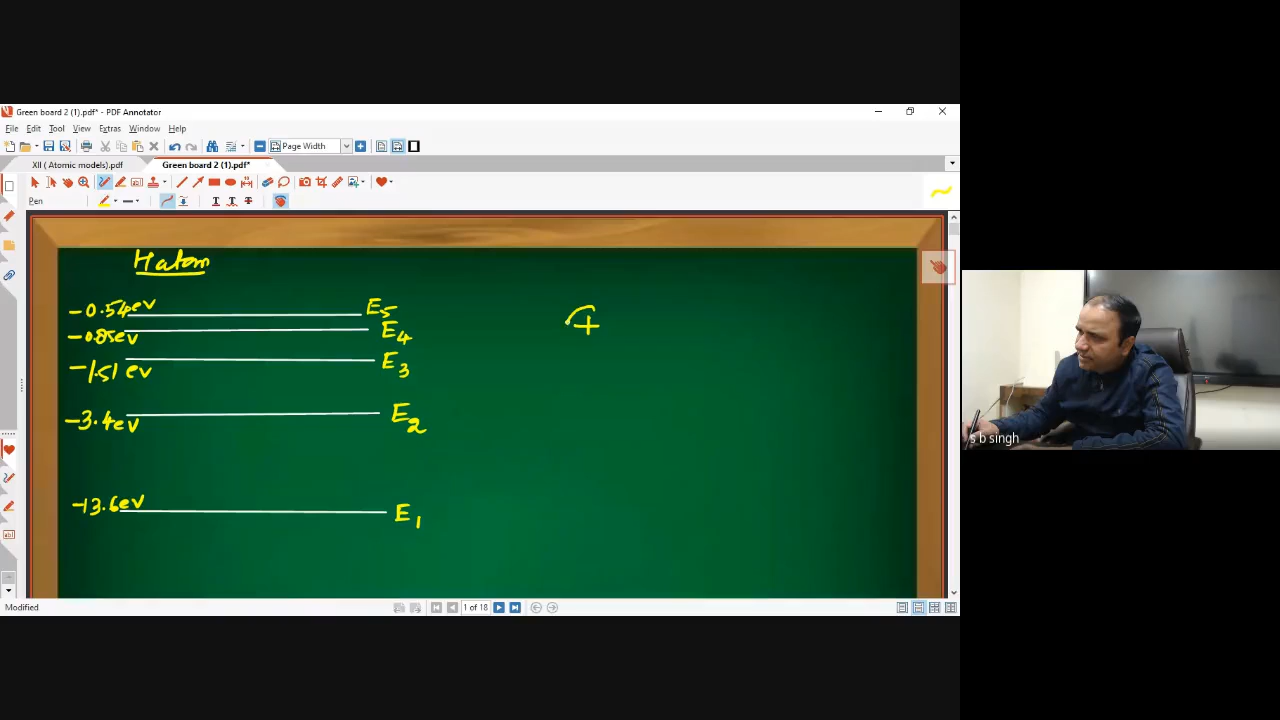 Green board 2 (1).pdf* - PDF Annotator
File Edit Tool View Extras Window Help
Page Width
XII ( Atomic models).pdf
Green board 2 (1).pdf*
Pen
H atom
-0.54ev E5
-0.85ev E4
-1.51 ev E3
-3.4ev E2
-13.6ev E1
+
s b singh
Modified
1 of 18